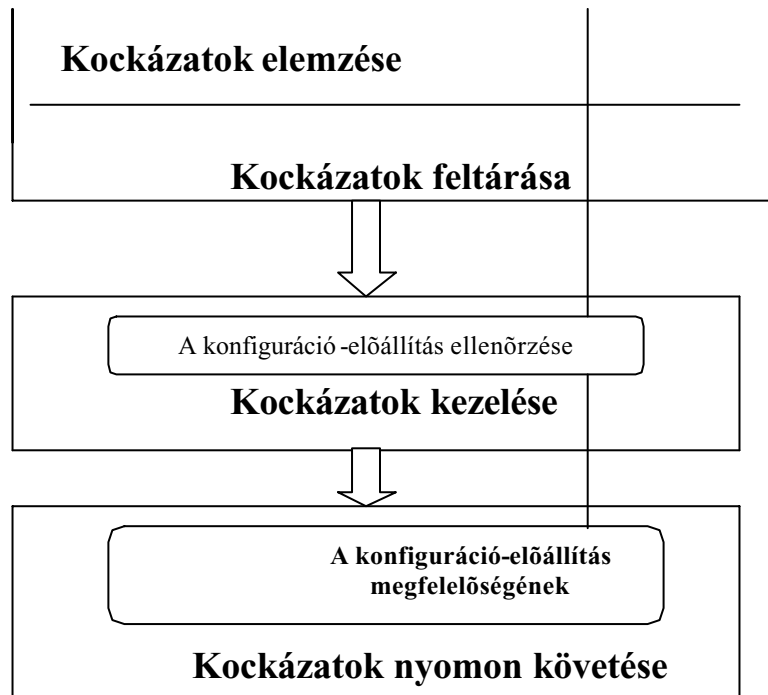 Kockázatok elemzése
Kockázatok feltárása
A konfiguráció-elõállítás ellenõrzése
Kockázatok kezelése
A konfiguráció-elõállítás
megfelelõségének
Kockázatok nyomon követése